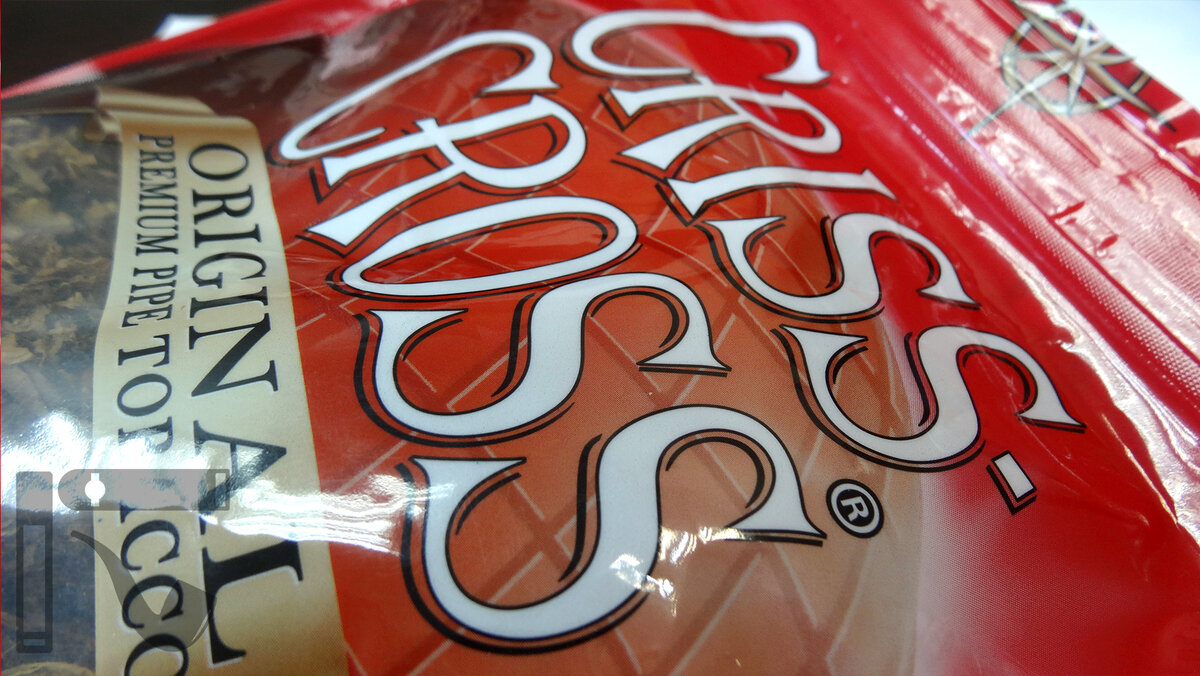 CRISS-
CROSS®
ORIGINAL
PREMIUM PIPE TOBACCO